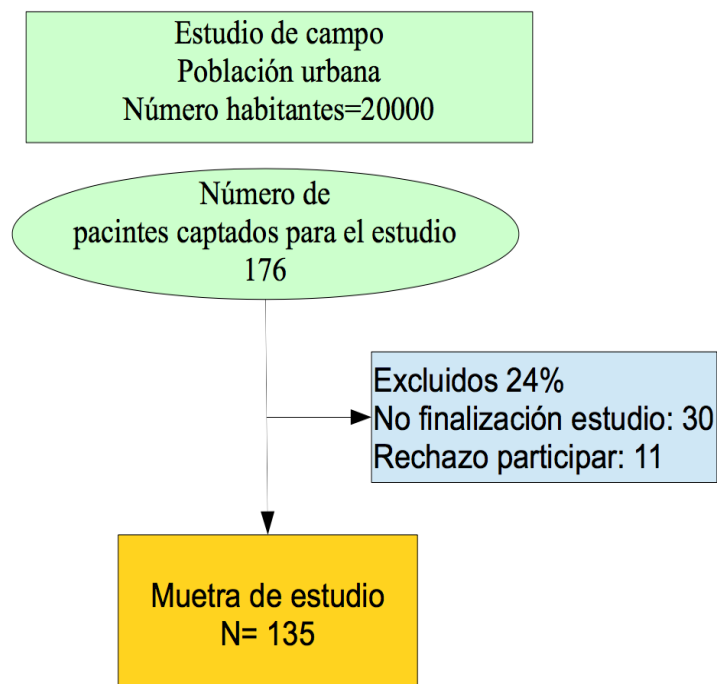 Estudio de campo
Población urbana
Número habitantes=20000
Número de
pacintes captados para el estudio
176
Excluidos 24%
No finalización estudio: 30
Rechazo participar: 11
Muetra de estudio
N= 135